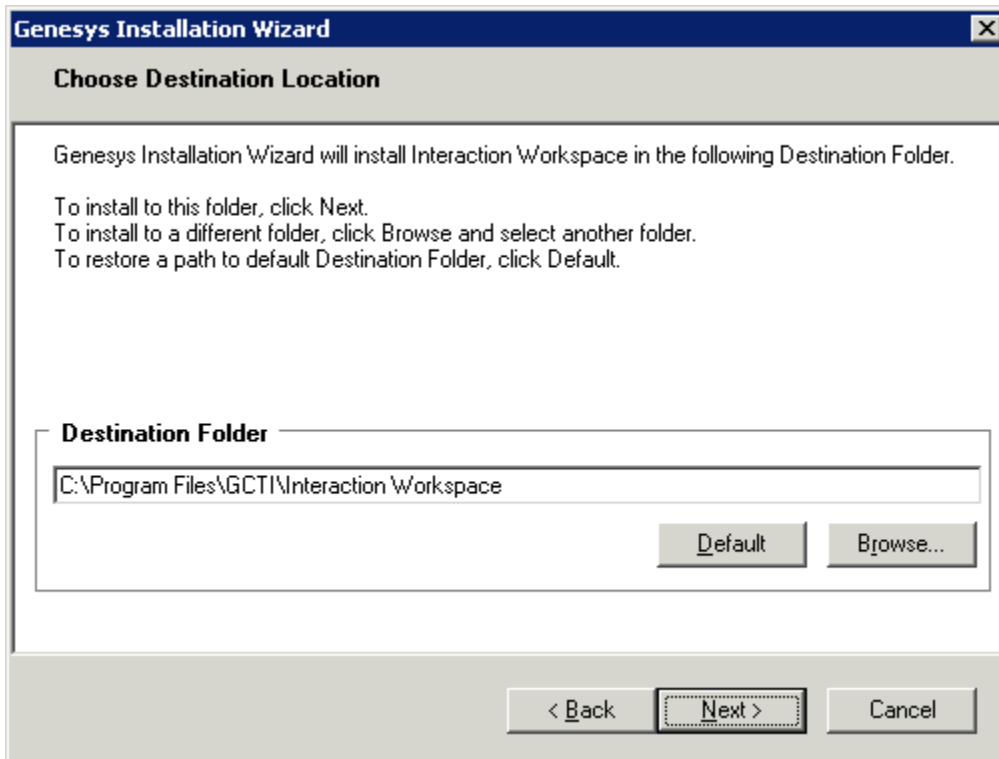 Genesys Installation Wizard
Choose Destination Location
Genesys Installation Wizard will install Interaction Workspace in the following Destination Folder.
To install to this folder, click Next.
To install to a different folder, click Browse and select another folder.
To restore a path to default Destination Folder, click Default.
Destination Folder
C:\Program Files\GCTI\Interaction Workspace
Default
Browse...
< Back
Next >
Cancel